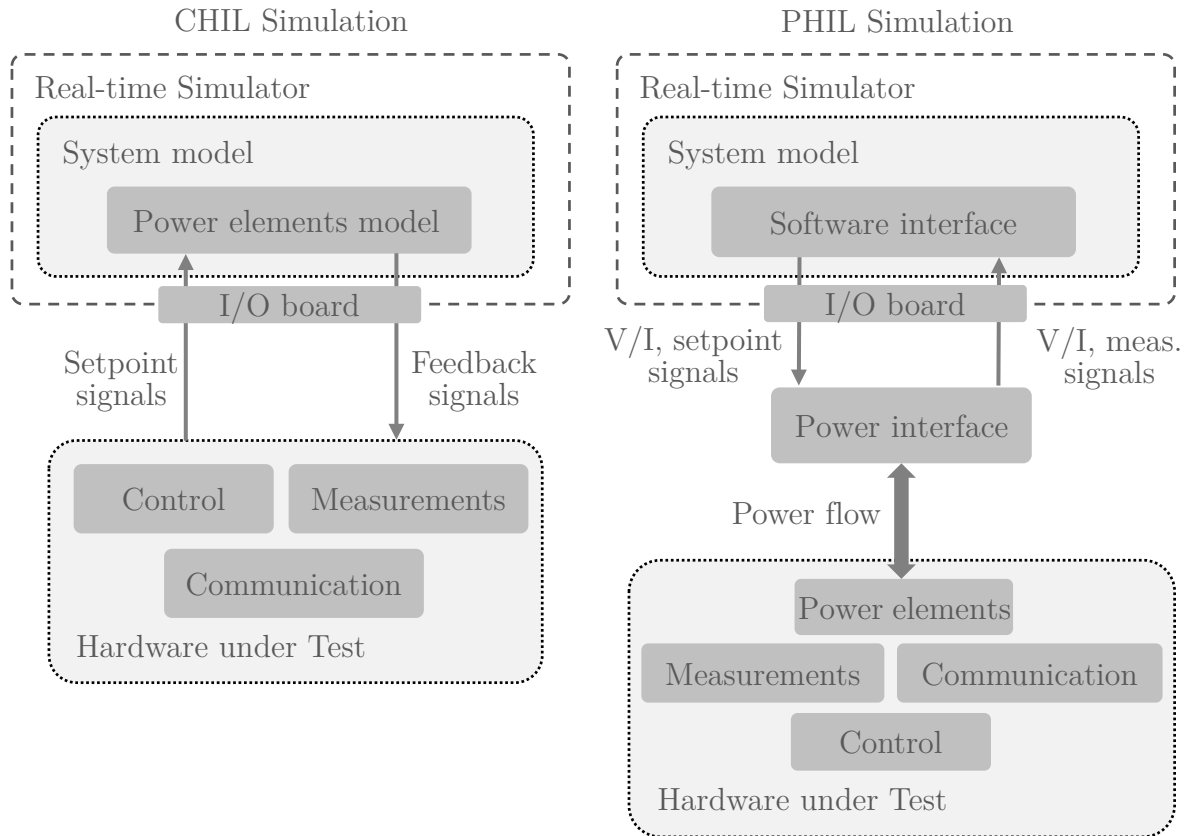 CHIL Simulation
Real-time Simulator
System model
Power elements model
I/O board
Setpoint
signals
Feedback
signals
Control
Measurements
Communication
Hardware under Test
PHIL Simulation
Real-time Simulator
System model
Software interface
I/O board
V/I, setpoint
signals
V/I, meas.
signals
Power interface
Power flow
Power elements
Measurements
Communication
Control
Hardware under Test